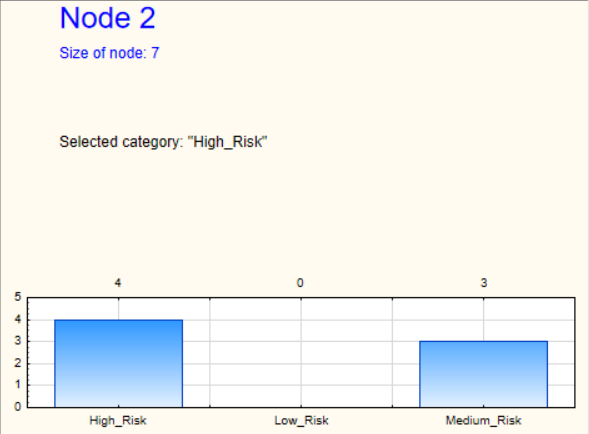 Node 2
Size of node: 7
Selected category: "High_Risk"
4 0 3
5
4
3
2
1
0
High_Risk Low_Risk Medium_Risk